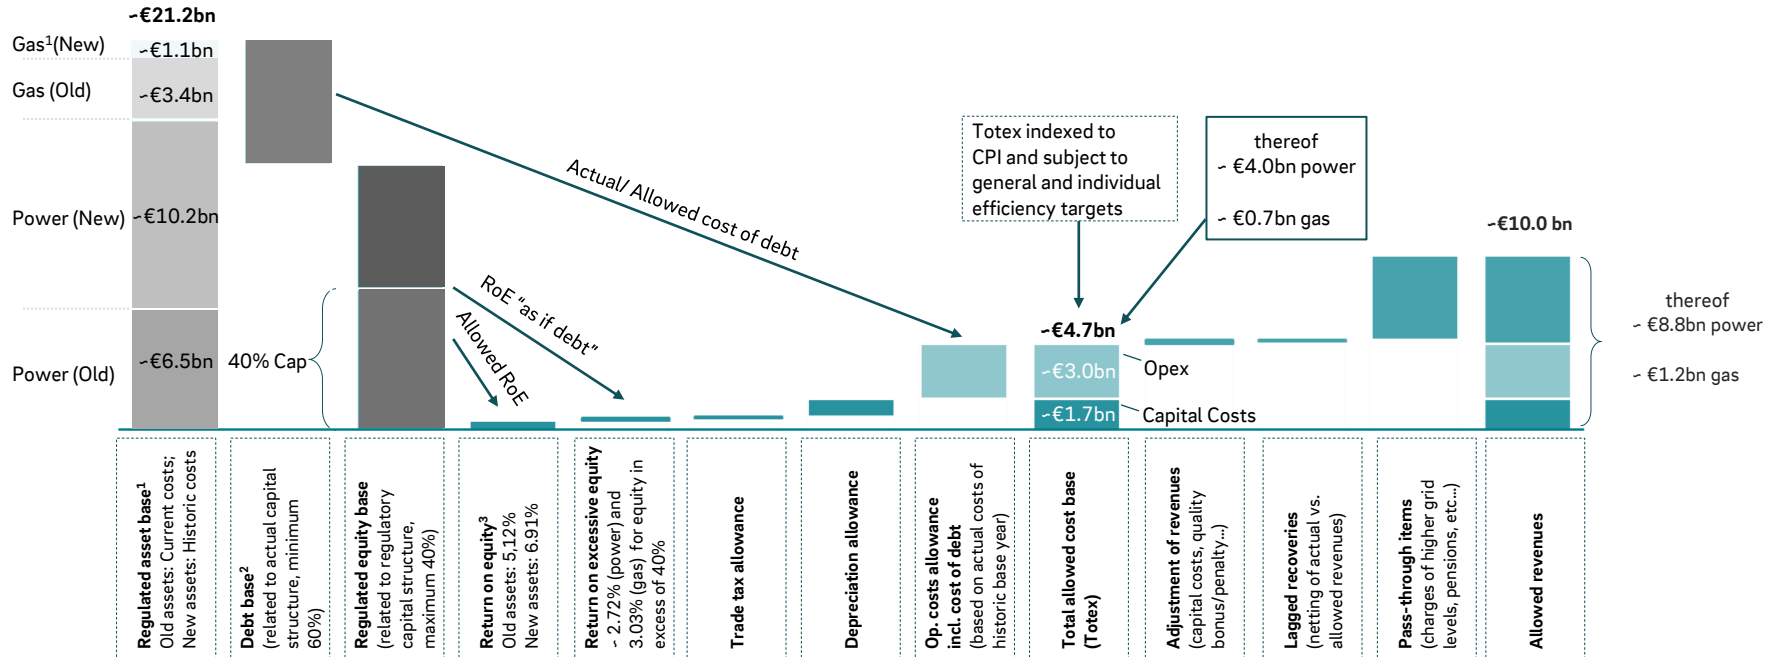 ~€21.2bn
Gas¹(New)
~€1.1bn
Gas (Old)
~€3.4bn
Power (New)
~€10.2bn
Power (Old)
~€6.5bn
40% Cap
Actual/ Allowed cost of debt
RoE "as if debt"
Allowed RoE
Totex indexed to
CPI and subject to
general and individual
efficiency targets
thereof
~ €4.0bn power
~ €0.7bn gas
~€4.7bn
~€3.0bn
Opex
~€1.7bn
Capital Costs
~€10.0 bn
thereof
~ €8.8bn power
~ €1.2bn gas
Regulated asset base¹
Old assets: Current costs;
New assets: Historic costs
Debt base²
(related to actual capital
structure, minimum
60%)
Regulated equity base
(related to regulatory
capital structure,
maximum 40%)
Return on equity³
Old assets: 5,12%
New assets: 6.91%
Return on excessive equity
~ 2.72% (power) and
3.03% (gas) for equity in
excess of 40%
Trade tax allowance
Depreciation allowance
Op. costs allowance
incl. cost of debt
(based on actual costs of
historic base year)
Total allowed cost base
(Totex)
Adjustment of revenues
(capital costs, quality
bonus/penalty...)
Lagged recoveries
(netting of actual vs.
allowed revenues)
Pass-through items
(charges of higher grid
levels, pensions, etc...)
Allowed revenues